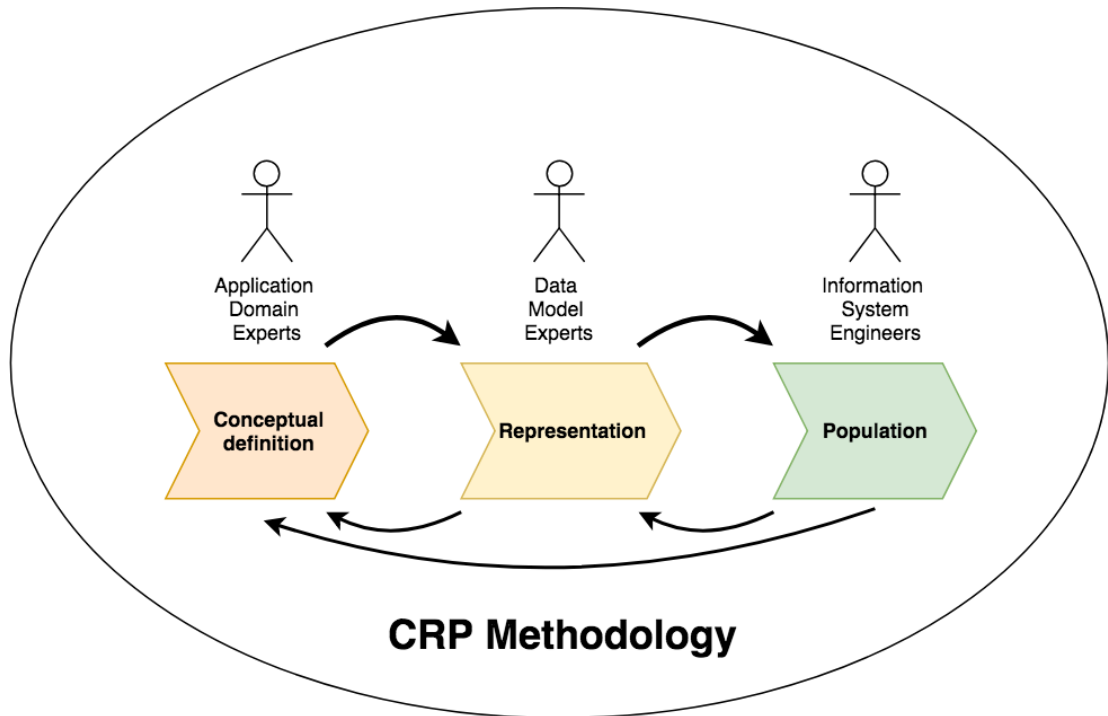 Application
Domain
Experts
Data
Model
Experts
Information
System
Engineers
Conceptual
definition
Representation
Population
CRP Methodology